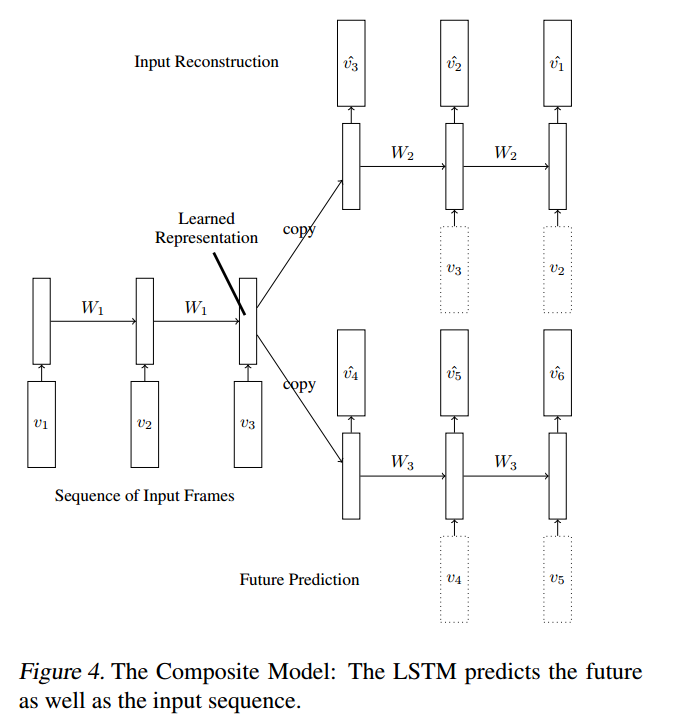 Input Reconstruction
v̂3 v̂2 v̂1
W2 W2
Learned
Representation
copy
v3 v2
W1 W1
v̂4 v̂5 v̂6
copy
v1 v2 v3
W3 W3
Sequence of Input Frames
Future Prediction
v4 v5
Figure 4. The Composite Model: The LSTM predicts the future
as well as the input sequence.